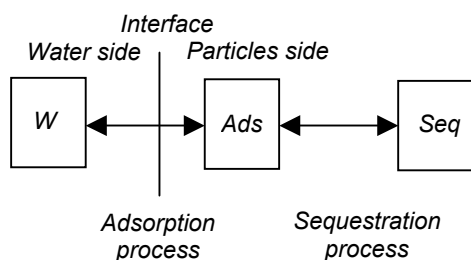 Interface
Water side
Particles side
W
Ads
Seq
Adsorption
process
Sequestration
process